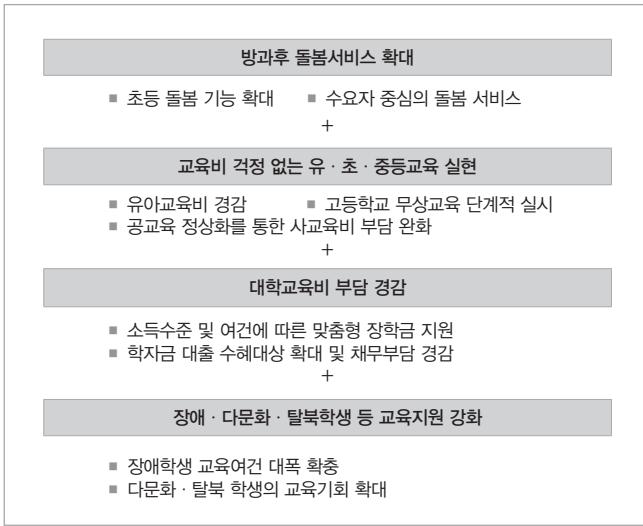 방과후 돌봄서비스 확대
■ 초등 돌봄 기능 확대 ■ 수요자 중심의 돌봄 서비스
+
교육비 걱정 없는 유 · 초 · 중등교육 실현
■ 유아교육비 경감 ■ 고등학교 무상교육 단계적 실시
■ 공교육 정상화를 통한 사교육비 부담 완화
+
대학교육비 부담 경감
■ 소득수준 및 여건에 따른 맞춤형 장학금 지원
■ 학자금 대출 수혜대상 확대 및 채무부담 경감
+
장애 · 다문화 · 탈북학생 등 교육지원 강화
■ 장애학생 교육여건 대폭 확충
■ 다문화 · 탈북 학생의 교육기회 확대